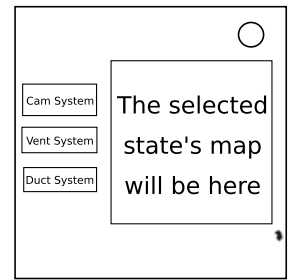 Cam System
Vent System
Duct System
The selected
state's map
will be here